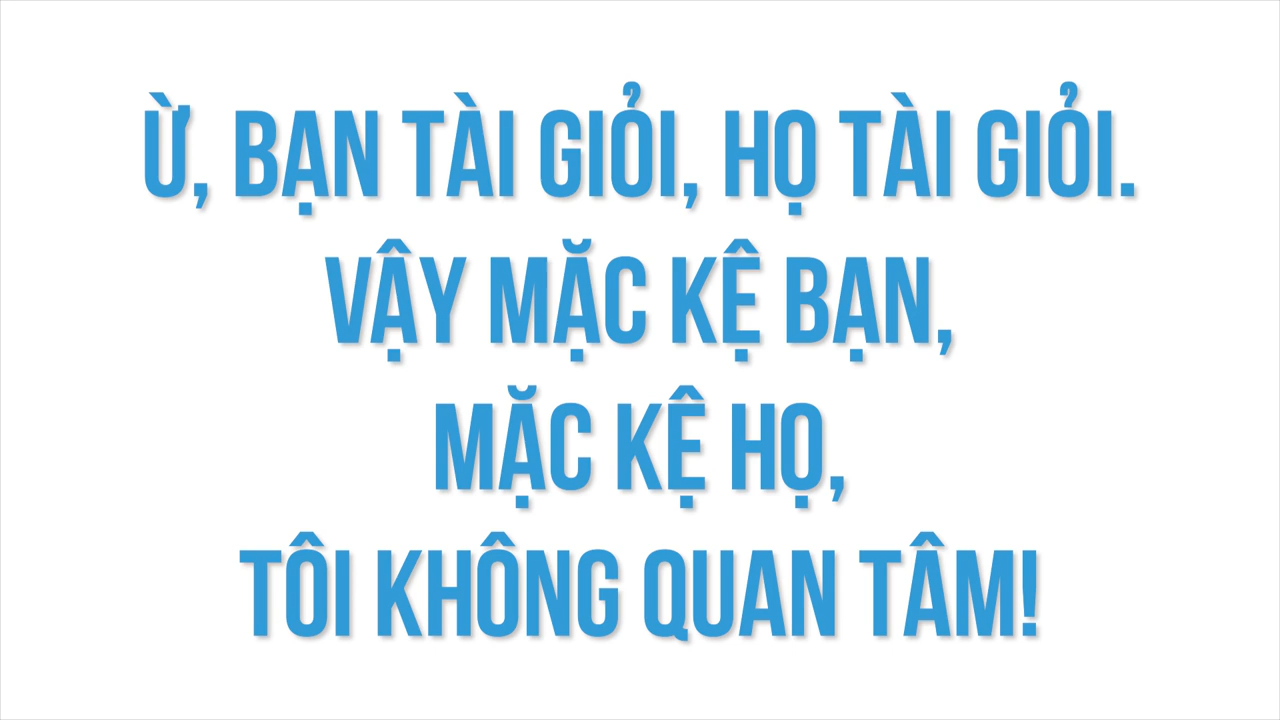 Ừ, BẠN TÀI GIỎI, HỌ TÀI GIỎI.
VẬY MẶC KỆ BẠN,
MẶC KỆ HỌ,
TÔI KHÔNG QUAN TÂM!